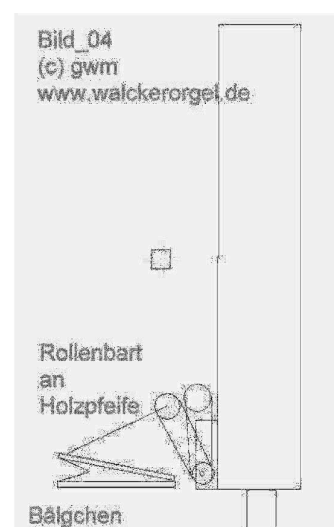 Bild_04
(c) gwm
www.walckerorgel.de
Rollenbart
an
Holzpfeife
Bälgchen